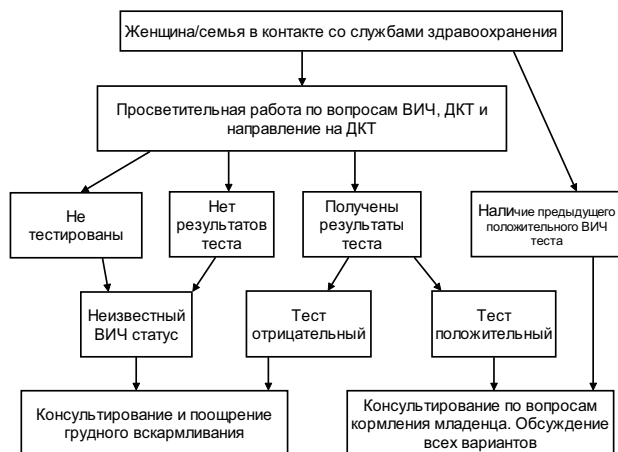 Женщина/семья в контакте со службами здравоохранения
Просветительная работа по вопросам ВИЧ, ДКТ и
направление на ДКТ
Не
тестированы
Нет
результатов
теста
Получены
результаты
теста
Наличие предыдущего
положительного ВИЧ
теста
Неизвестный
ВИЧ статус
Тест
отрицательный
Тест
положительный
Консультирование и поощрение
грудного вскармливания
Консультирование по вопросам
кормления младенца. Обсуждение
всех вариантов